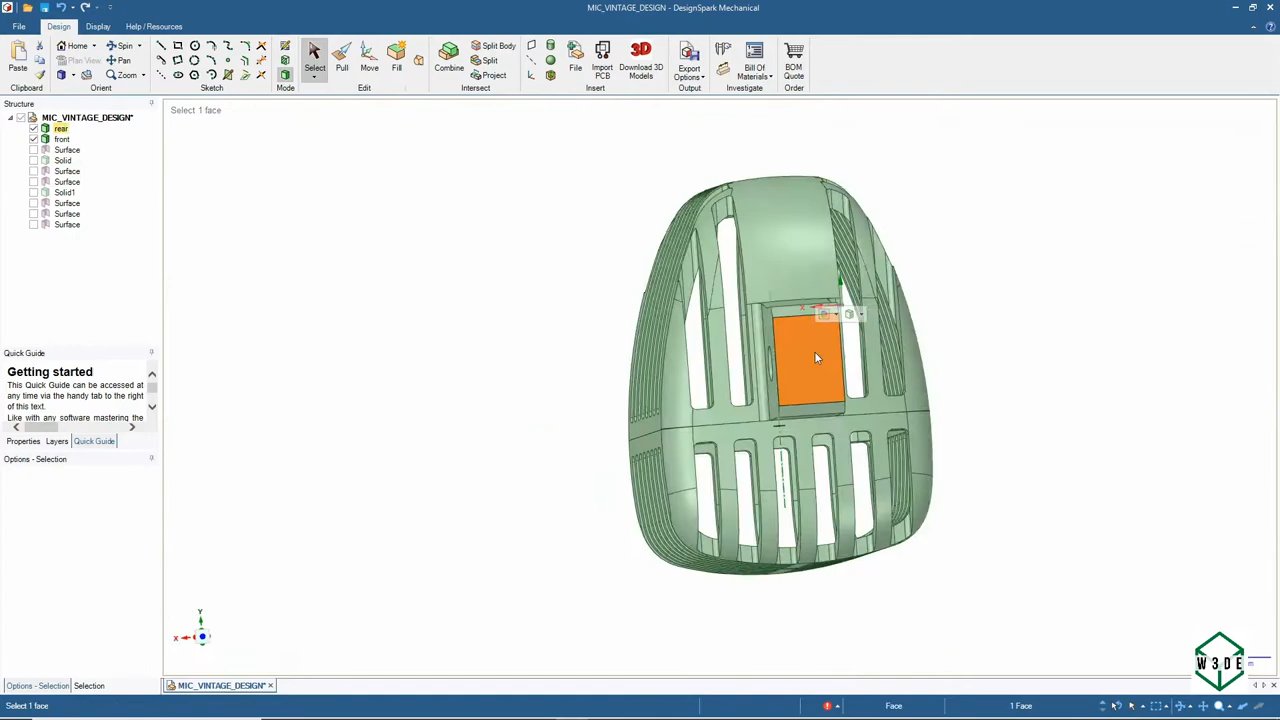 MIC_VINTAGE_DESIGN - DesignSpark Mechanical
File Design Display Help / Resources
Paste
Clipboard
Home Spin
Plan View Pan
Zoom
Orient
Sketch
Mode
Select Pull Move Fill
Edit
Combine
Split Body
Split
Project
Intersect
File Import PCB Download 3D Models
3D
Insert
Export Options
Output
Bill Of Materials
Investigate
BOM Quote
Order
Structure
MIC_VINTAGE_DESIGN*
rear
front
Surface
Solid
Surface
Surface
Solid1
Surface
Surface
Surface
Select 1 face
X
Quick Guide
Getting started
This Quick Guide can be accessed at
any time via the handy tab to the right
of this text.
Like with any software mastering the
Properties Layers Quick Guide
Options - Selection
Y
X
W3DE
m
Options - Selection Selection
MIC_VINTAGE_DESIGN*
Select 1 face Face 1 Face